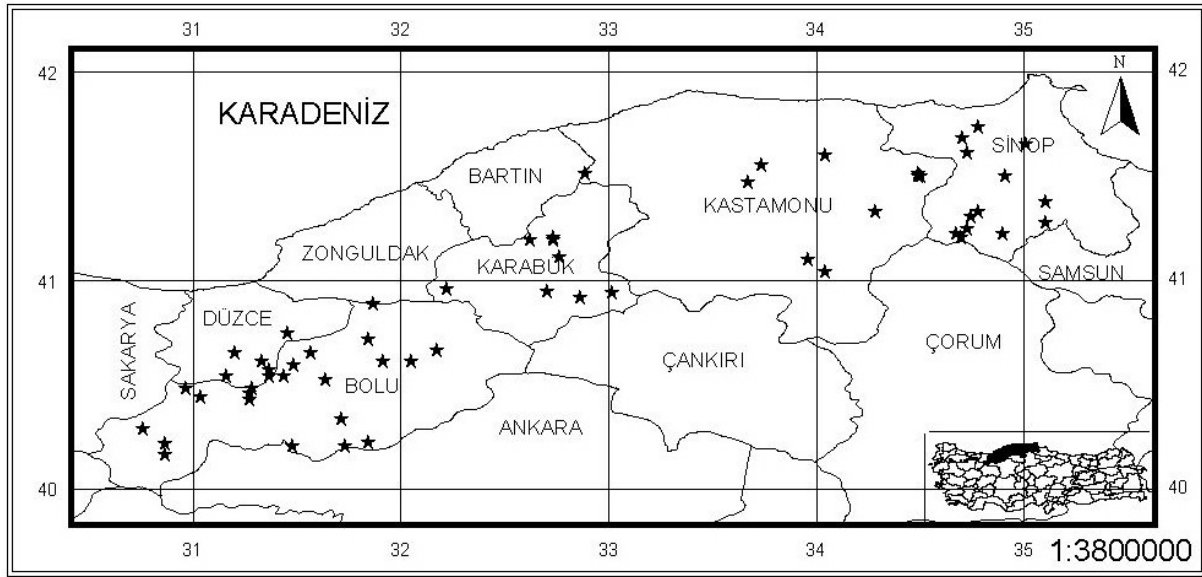 31 32 33 34 35
42 42
N
KARADENİZ
SİNOP
BARTIN
KASTAMONU
ZONGULDAK
KARABÜK
SAMSUN
41 41
DÜZCE
SAKARYA
ÇORUM
ÇANKIRI
BOLU
ANKARA
40 40
31 32 33 34 35
1:3800000